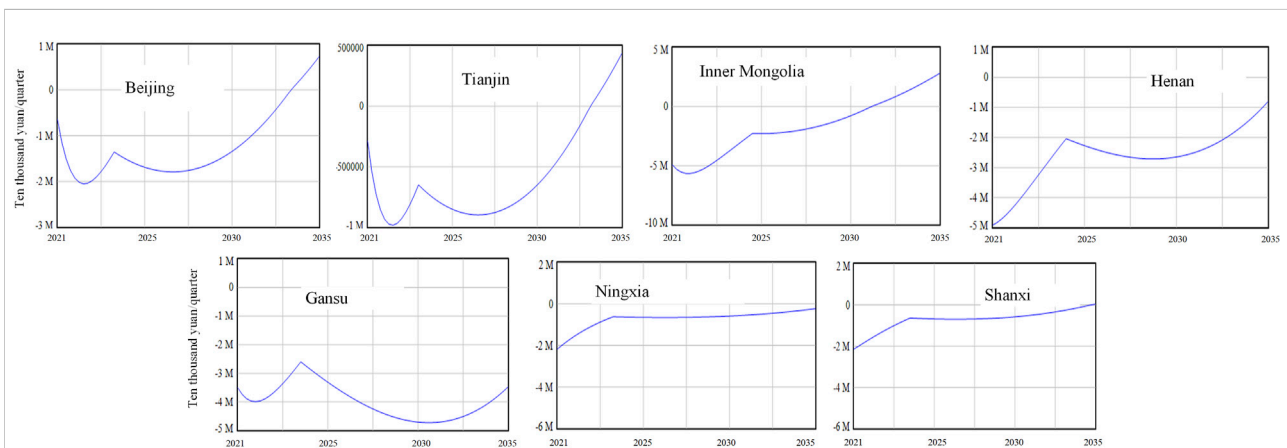 Ten thousand yuan/quarter
1 M
0
-1 M
-2 M
-3 M
Beijing
2021
2025
2030
2035
500000
0
-500000
-1 M
Tianjin
2021
2025
2030
2035
5 M
0
-5 M
-10 M
Inner Mongolia
2021
2025
2030
2035
1 M
0
-1 M
-2 M
-3 M
-4 M
-5 M
Henan
2021
2025
2030
2035
Ten thousand yuan/quarter
1 M
0
-1 M
-2 M
-3 M
-4 M
-5 M
Gansu
2021
2025
2030
2035
2 M
0
-2 M
-4 M
-6 M
Ningxia
2021
2025
2030
2035
2 M
0
-2 M
-4 M
-6 M
Shanxi
2021
2025
2030
2035